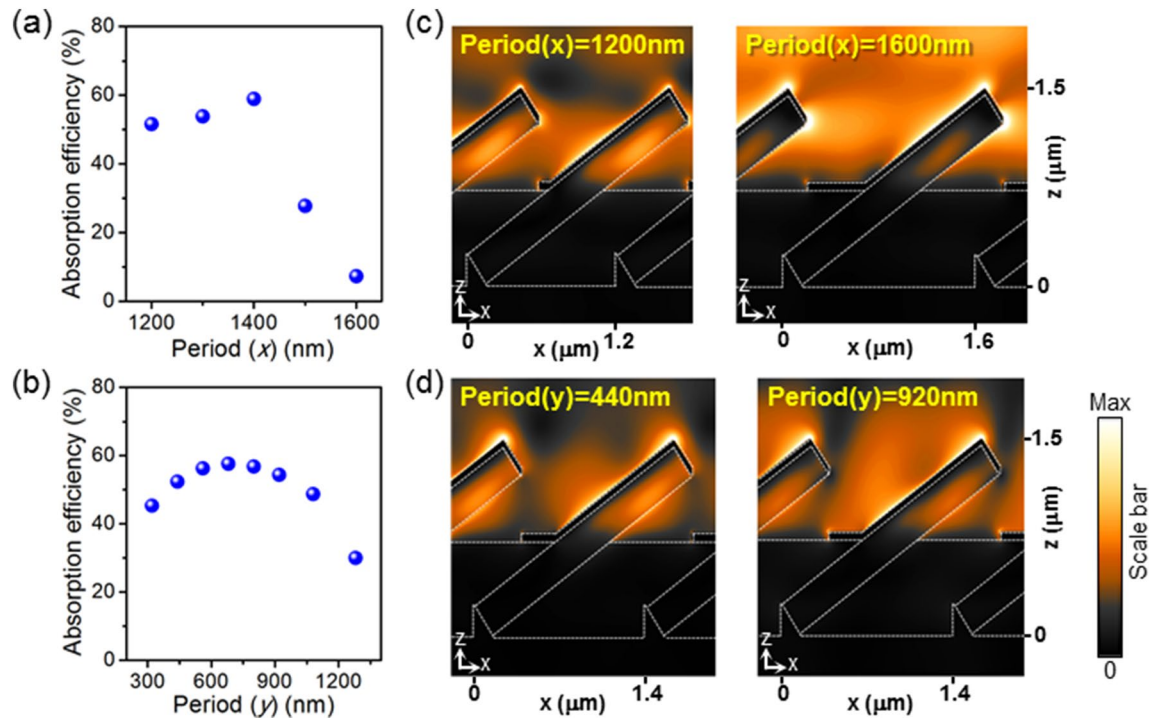 (a)
80
60
40
20
0
Absorption efficiency (%)
1200 1400 1600
Period (x) (nm)
(c)
Period(x)=1200nm
Z
X
0 1.2
x (μm)
Period(x)=1600nm
Z
X
0 1.6
x (μm)
1.5
z (μm)
0
(b)
80
60
40
20
0
Absorption efficiency (%)
300 600 900 1200
Period (y) (nm)
(d)
Period(y)=440nm
Z
X
0 1.4
x (μm)
Period(y)=920nm
Z
X
0 1.4
x (μm)
1.5
z (μm)
0
Max
Scale bar
0